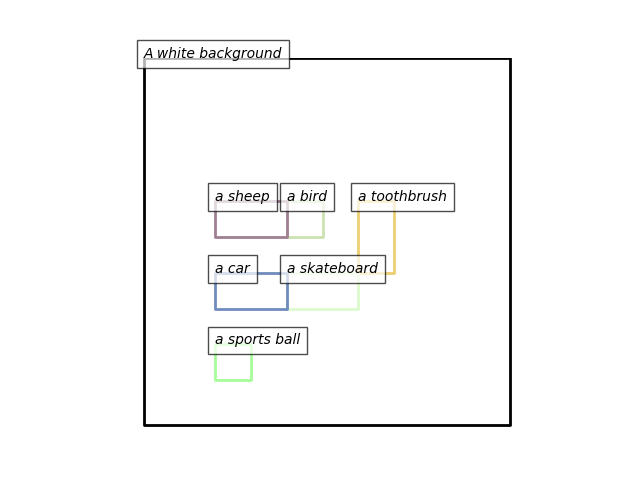 A white background
a sheep
a bird
a toothbrush
a car
a skateboard
a sports ball